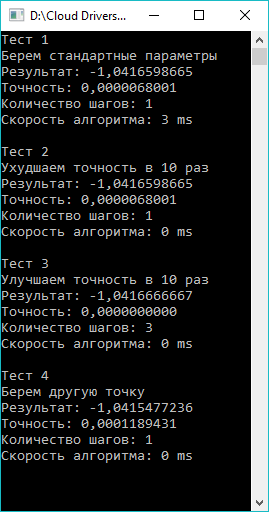 D:\Cloud Drivers...
Тест 1
Берем стандартные параметры
Результат: -1,0416598665
Точность: 0,0000068001
Количество шагов: 1
Скорость алгоритма: 3 ms
Тест 2
Ухудшаем точность в 10 раз
Результат: -1,0416598665
Точность: 0,0000068001
Количество шагов: 1
Скорость алгоритма: 0 ms
Тест 3
Улучшаем точность в 10 раз
Результат: -1,0416666667
Точность: 0,0000000000
Количество шагов: 3
Скорость алгоритма: 0 ms
Тест 4
Берем другую точку
Результат: -1,0415477236
Точность: 0,0001189431
Количество шагов: 1
Скорость алгоритма: 0 ms